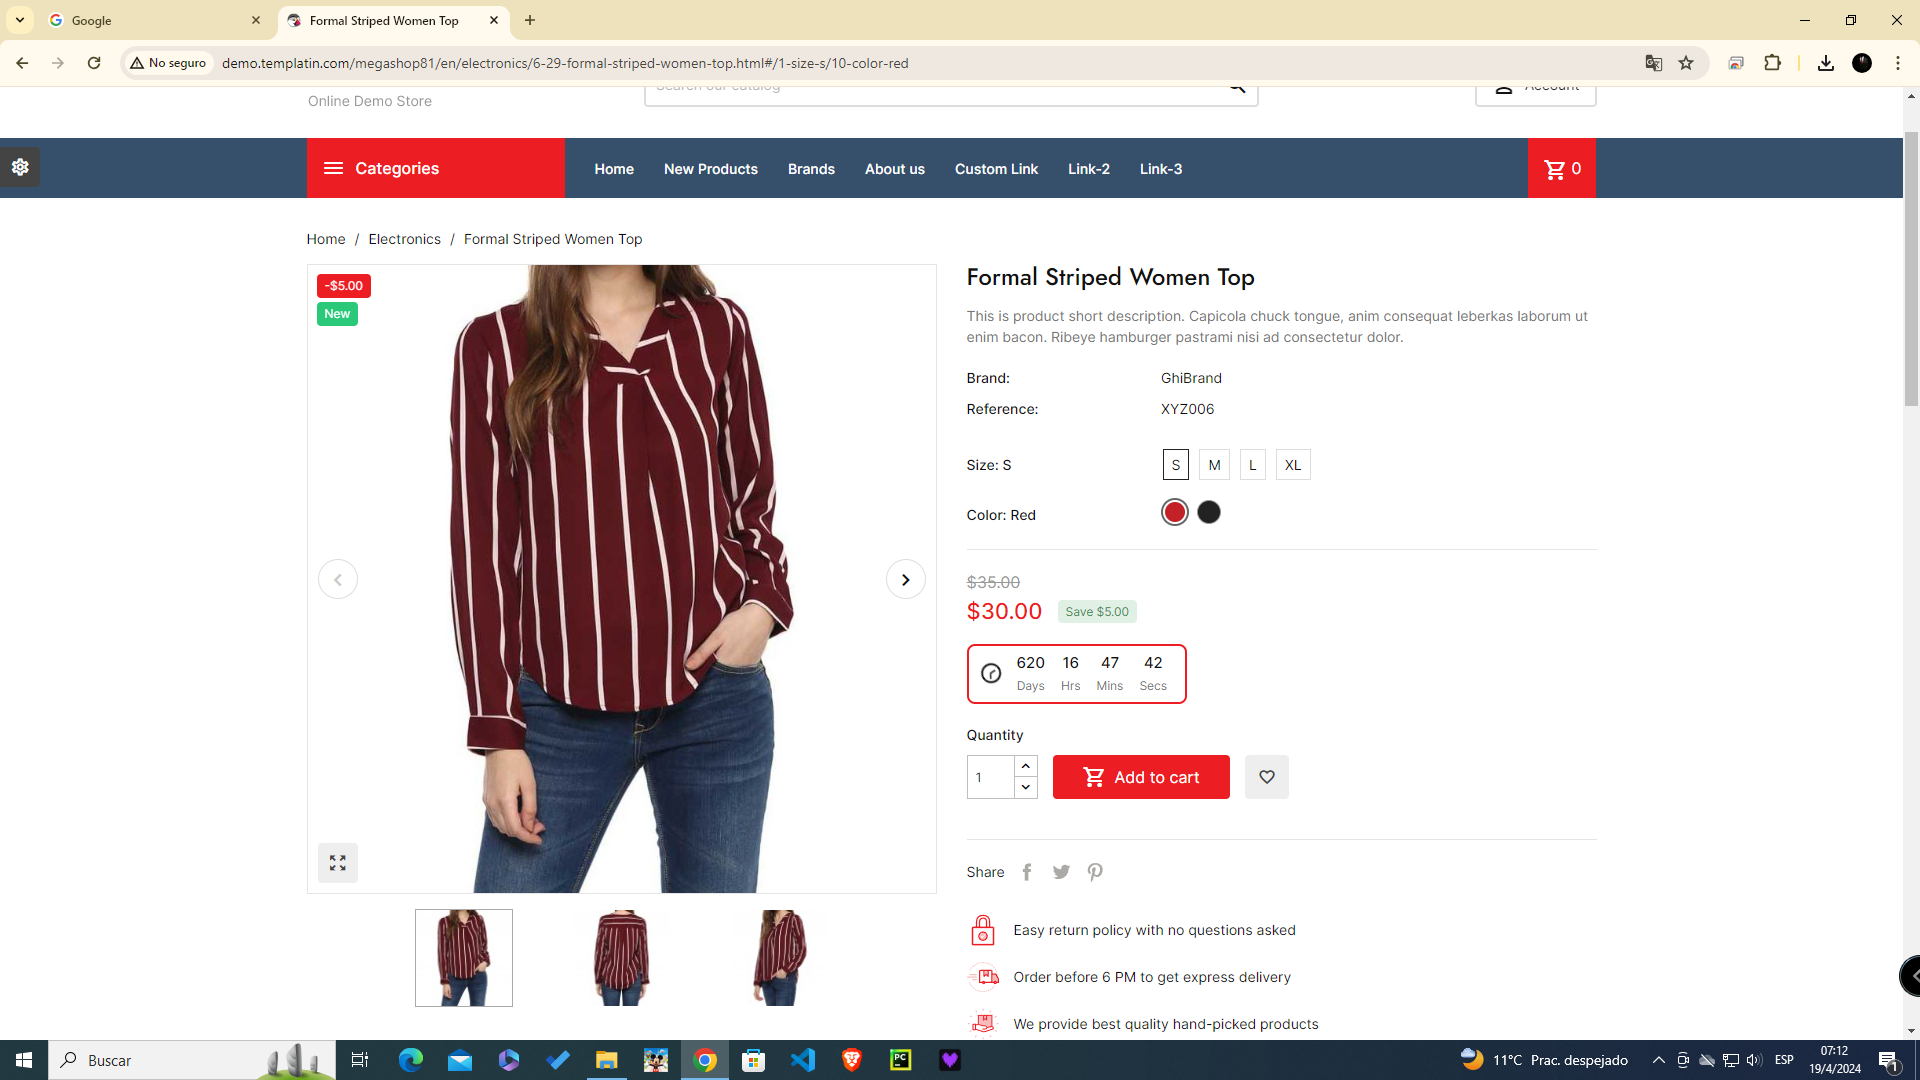 Google
Formal Striped Women Top
No seguro
demo.templatin.com/megashop81/en/electronics/6-29-formal-striped-women-top.html#/1-size-s/10-color-red
Online Demo Store
Search our catalog
Account
Categories
Home
New Products
Brands
About us
Custom Link
Link-2
Link-3
0
Home / Electronics / Formal Striped Women Top
-$5.00
New
Formal Striped Women Top
This is product short description. Capicola chuck tongue, anim consequat leberkas laborum ut
enim bacon. Ribeye hamburger pastrami nisi ad consectetur dolor.
Brand: GhiBrand
Reference: XYZ006
Size: S
S M L XL
Color: Red
$35.00
$30.00
Save $5.00
620 16 47 42
Days Hrs Mins Secs
Quantity
1
Add to cart
Share
Easy return policy with no questions asked
Order before 6 PM to get express delivery
We provide best quality hand-picked products
Buscar
PC
11°C Prac. despejado
ESP
07:12
19/4/2024
1